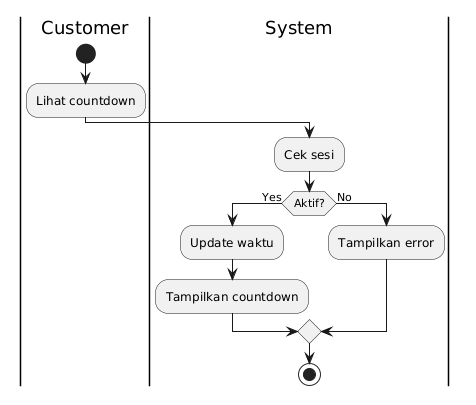 Customer
System
Lihat countdown
Cek sesi
Yes
Aktif?
No
Update waktu
Tampilkan error
Tampilkan countdown